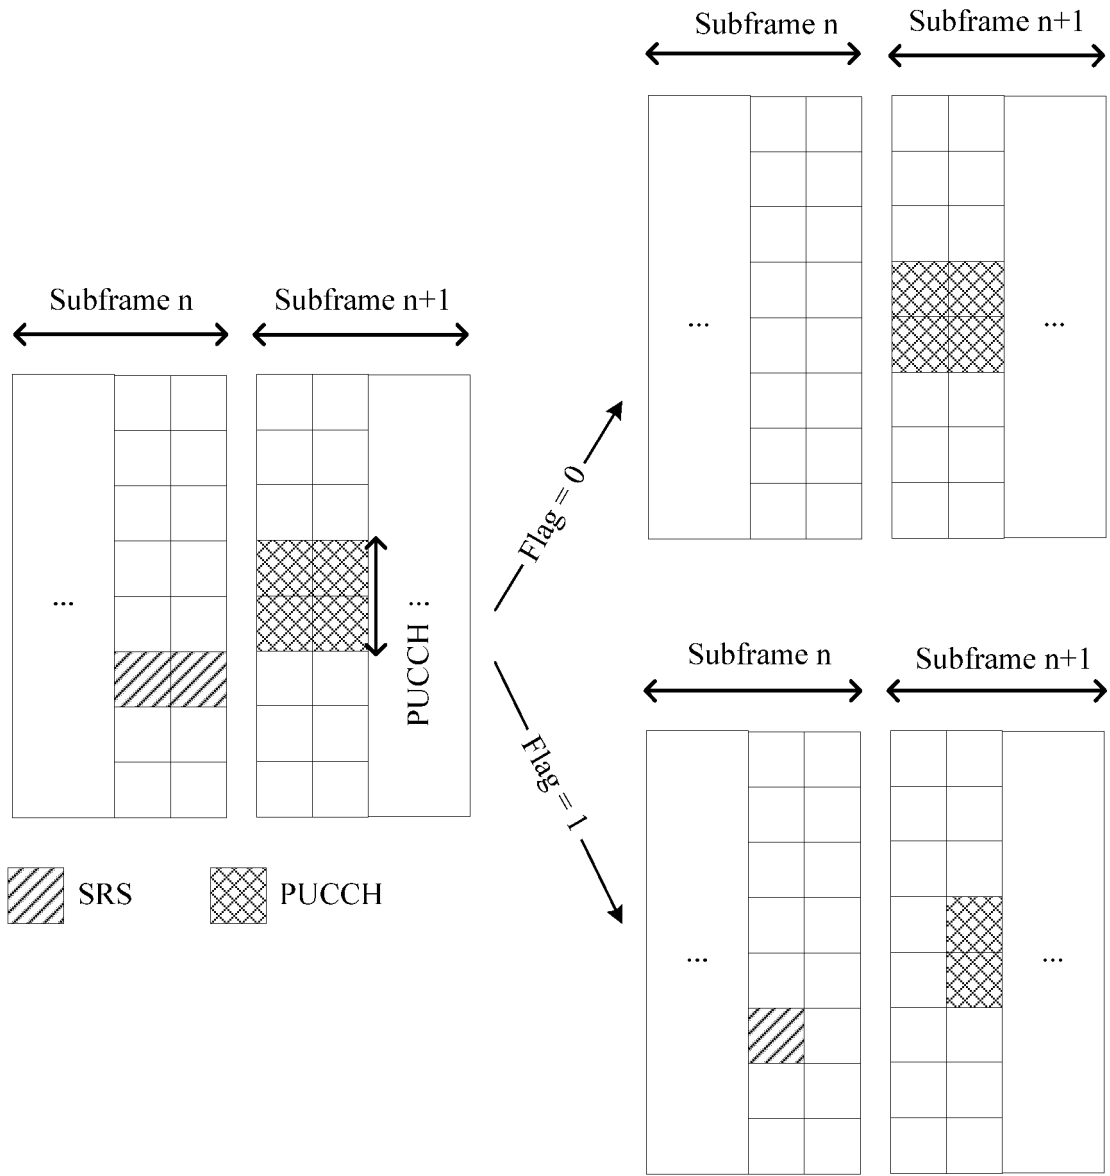 Subframe n
Subframe n+1
...
...
Subframe n
Subframe n+1
...
...
PUCCH
Flag = 0
Flag = 1
Subframe n
Subframe n+1
...
...
SRS
PUCCH